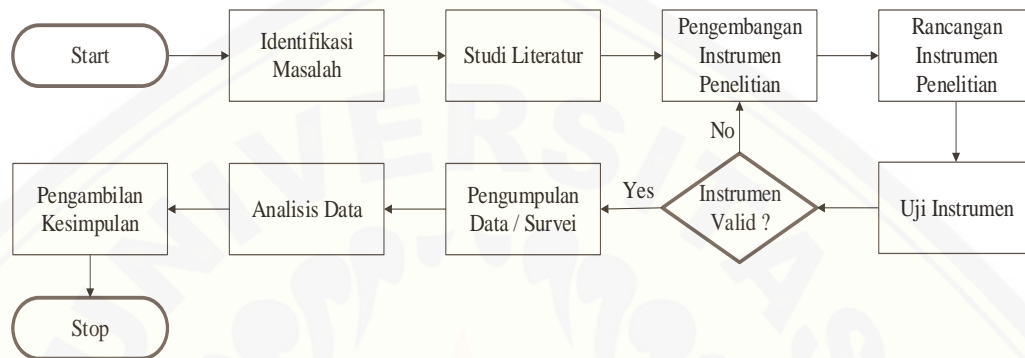 Start
Identifikasi
Masalah
Studi Literatur
Pengembangan
Instrumen
Penelitian
Rancangan
Instrumen
Penelitian
No
Pengambilan
Kesimpulan
Analisis Data
Pengumpulan
Data / Survei
Yes
Instrumen
Valid ?
Uji Instrumen
Stop
UNIVERSITAS